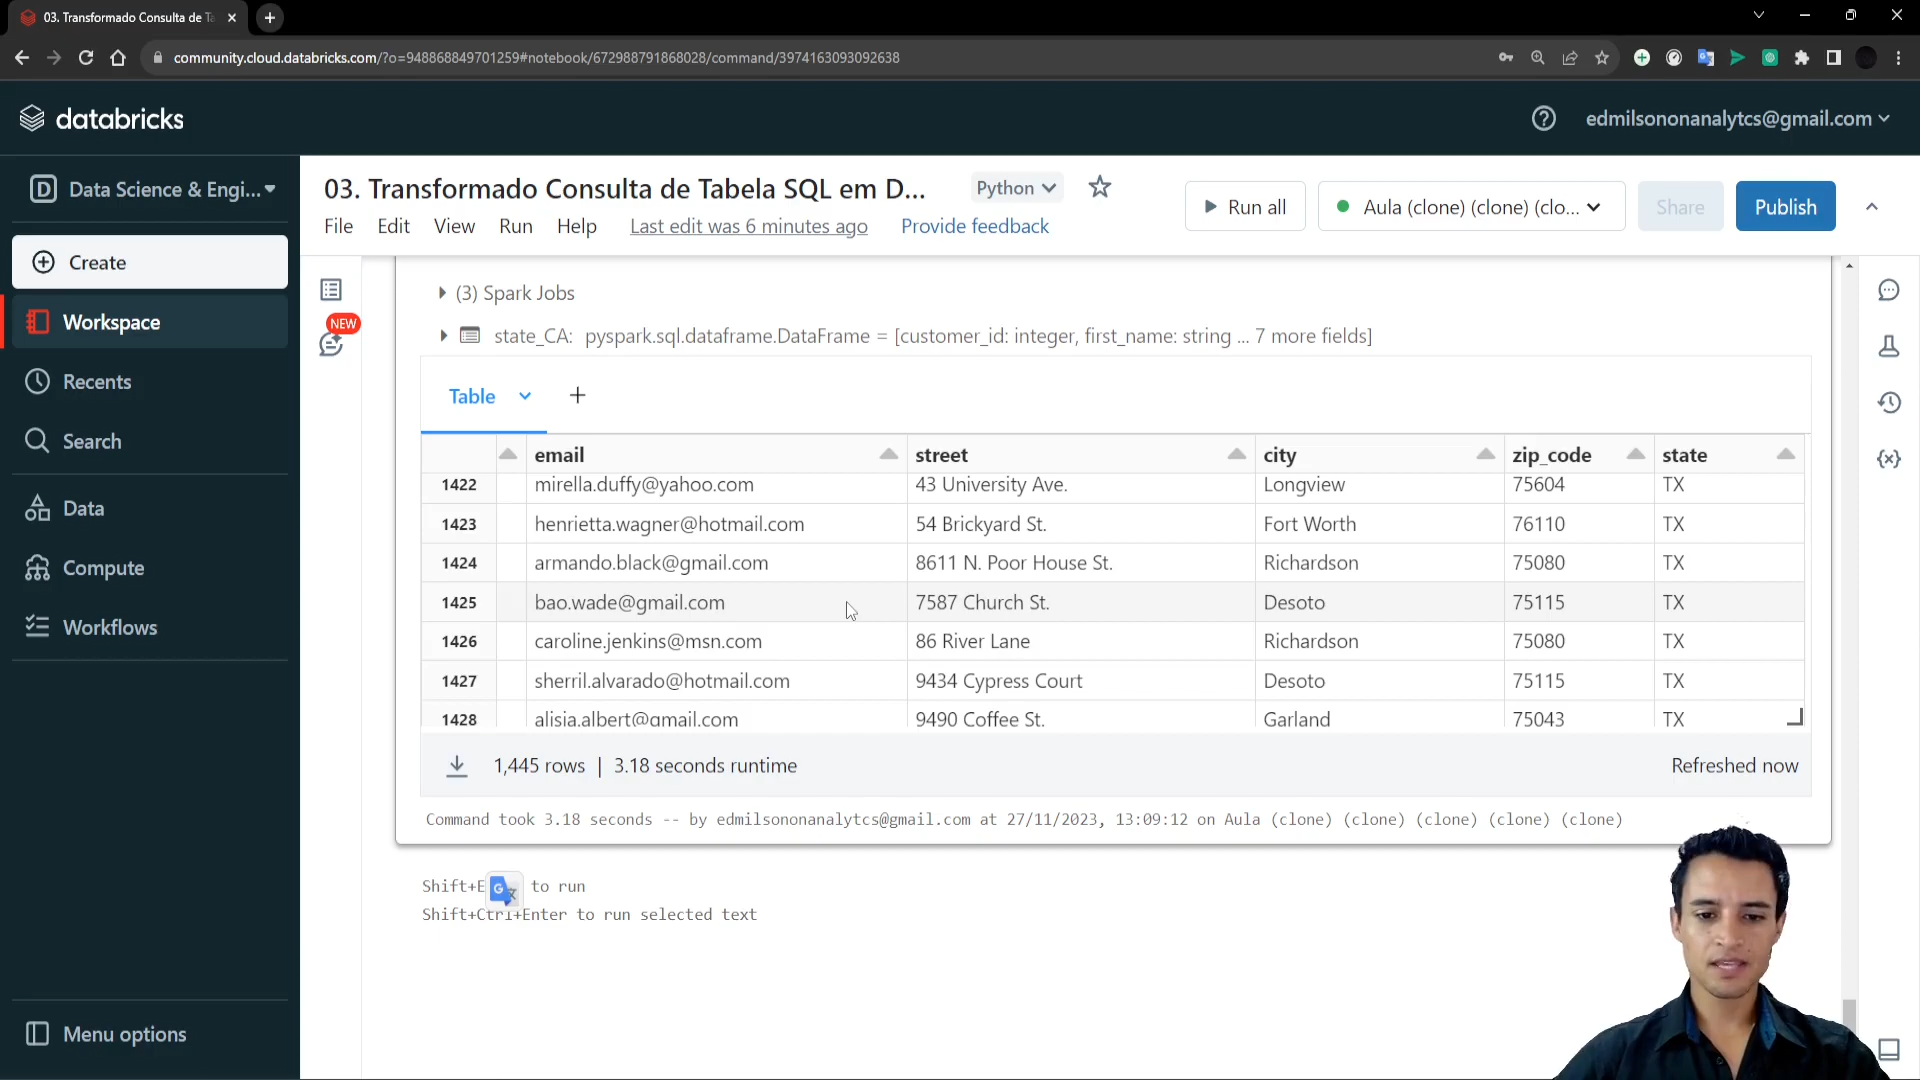 03. Transformado Consulta de Ta
community.cloud.databricks.com/?o=948868849701259#notebook/672988791868028/command/3974163093092638
databricks
edmilsononanalytcs@gmail.com
D Data Science & Engi...
03. Transformado Consulta de Tabela SQL em D...
Python
File Edit View Run Help Last edit was 6 minutes ago Provide feedback
Run all
Aula (clone) (clone) (clo...
Share
Publish
Create
Workspace
Recents
Search
Data
Compute
Workflows
Menu options
NEW
(3) Spark Jobs
state_CA: pyspark.sql.dataframe.DataFrame = [customer_id: integer, first_name: string ... 7 more fields]
Table
email street city zip_code state
1422 mirella.duffy@yahoo.com 43 University Ave. Longview 75604 TX
1423 henrietta.wagner@hotmail.com 54 Brickyard St. Fort Worth 76110 TX
1424 armando.black@gmail.com 8611 N. Poor House St. Richardson 75080 TX
1425 bao.wade@gmail.com 7587 Church St. Desoto 75115 TX
1426 caroline.jenkins@msn.com 86 River Lane Richardson 75080 TX
1427 sherril.alvarado@hotmail.com 9434 Cypress Court Desoto 75115 TX
1428 alisia.albert@gmail.com 9490 Coffee St. Garland 75043 TX
1,445 rows | 3.18 seconds runtime
Refreshed now
Command took 3.18 seconds -- by edmilsononanalytcs@gmail.com at 27/11/2023, 13:09:12 on Aula (clone) (clone) (clone) (clone) (clone)
Shift+E to run
Shift+Ctrl+Enter to run selected text